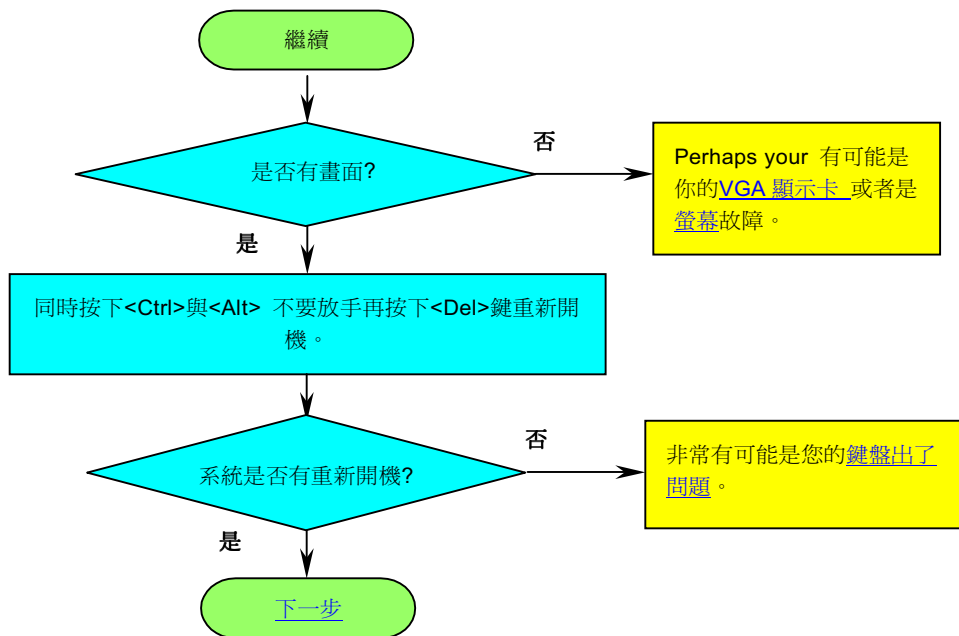 繼續
是否有畫面?
否
Perhaps your 有可能是
你的VGA 顯示卡 或者是
螢幕故障。
是
同時按下<Ctrl>與<Alt> 不要放手再按下<Del>鍵重新開
機。
系統是否有重新開機?
否
非常有可能是您的鍵盤出了
問題。
是
下一步